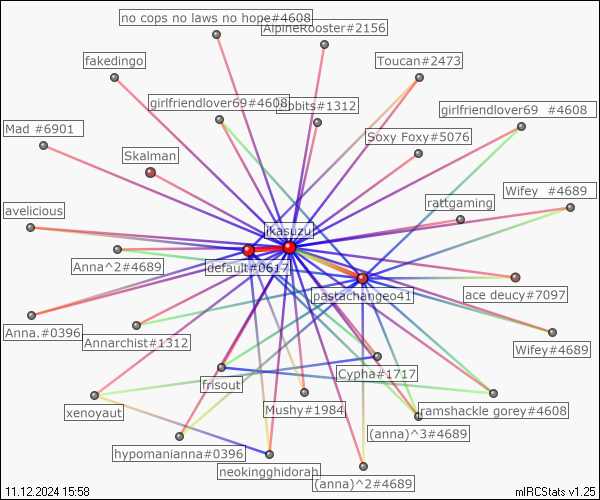 no cops no laws no hope#4608
AlpineRooster#2156
fakedingo
Toucan#2473
girlfriendlover69#4608
bbits#1312
girlfriendlover69 #4608
Mad #6901
Soxy Foxy#5076
Skalman
rattgaming
Wifey #4689
avelicious
ikasuzu
Anna^2#4689
default#0617
pastachangeo41
ace deucy#7097
Anna.#0396
Annarchist#1312
Wifey#4689
Cypha#1717
frisout
xenoyaut
Mushy#1984
ramshackle gorey#4608
(anna)^3#4689
hypomanianna#0396
neokingghidorah
(anna)^2#4689
11.12.2024 15:58
mIRCStats v1.25